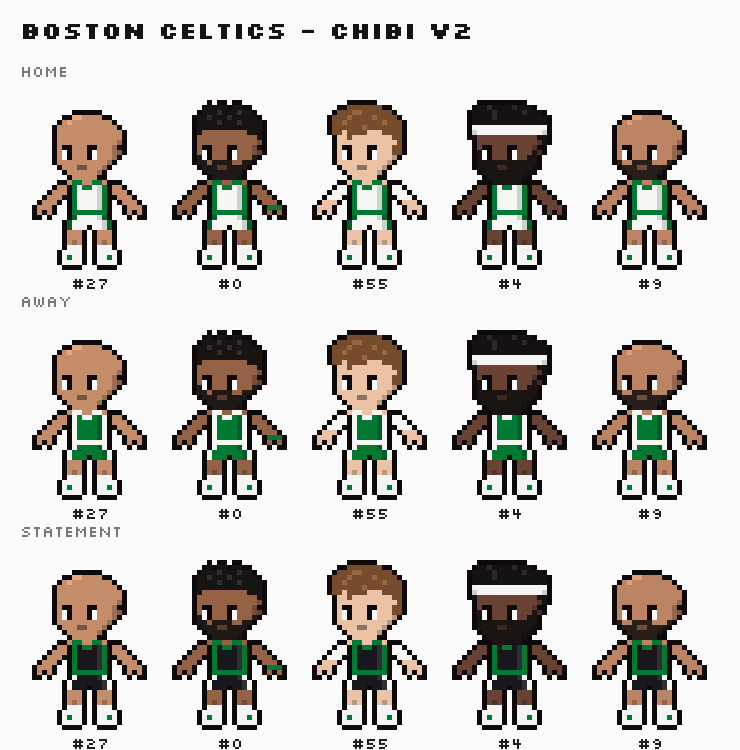 BOSTON CELTICS - CHIBI V2
HOME
#27 #0 #55 #4 #9
AWAY
#27 #0 #55 #4 #9
STATEMENT
#27 #0 #55 #4 #9